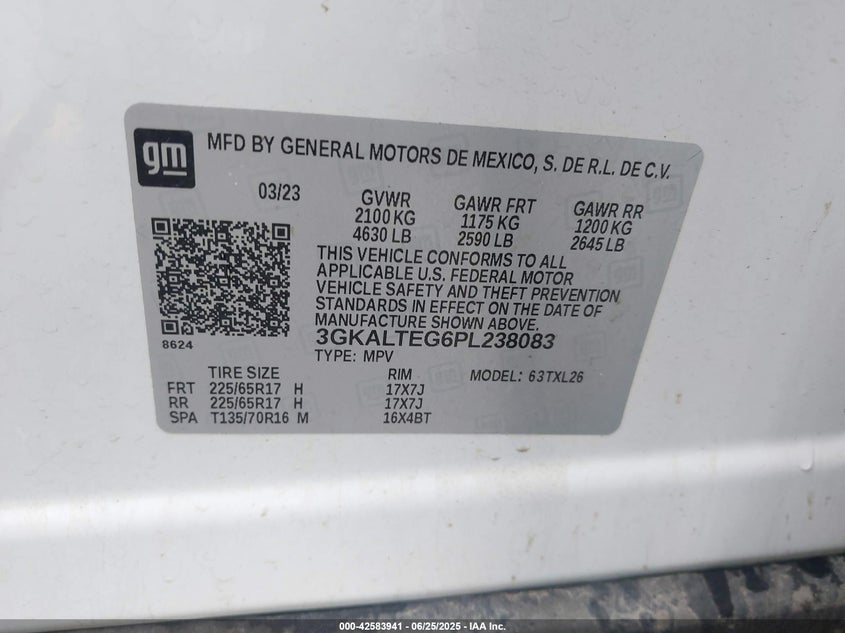 gm
MFD BY GENERAL MOTORS DE MEXICO, S. DE R.L. DE C.V.
03/23 GVWR GAWR FRT GAWR RR
2100 KG 1175 KG 1200 KG
4630 LB 2590 LB 2645 LB
THIS VEHICLE CONFORMS TO ALL
APPLICABLE U.S. FEDERAL MOTOR
VEHICLE SAFETY AND THEFT PREVENTION
STANDARDS IN EFFECT ON THE DATE OF
MANUFACTURE SHOWN ABOVE.
8624 3GKALTEG6PL238083
TYPE: MPV
TIRE SIZE RIM MODEL: 63TXL26
FRT 225/65R17 H 17X7J
RR 225/65R17 H 17X7J
SPA T135/70R16 M 16X4BT
000-42583941 - 06/25/2025 - IAA Inc.